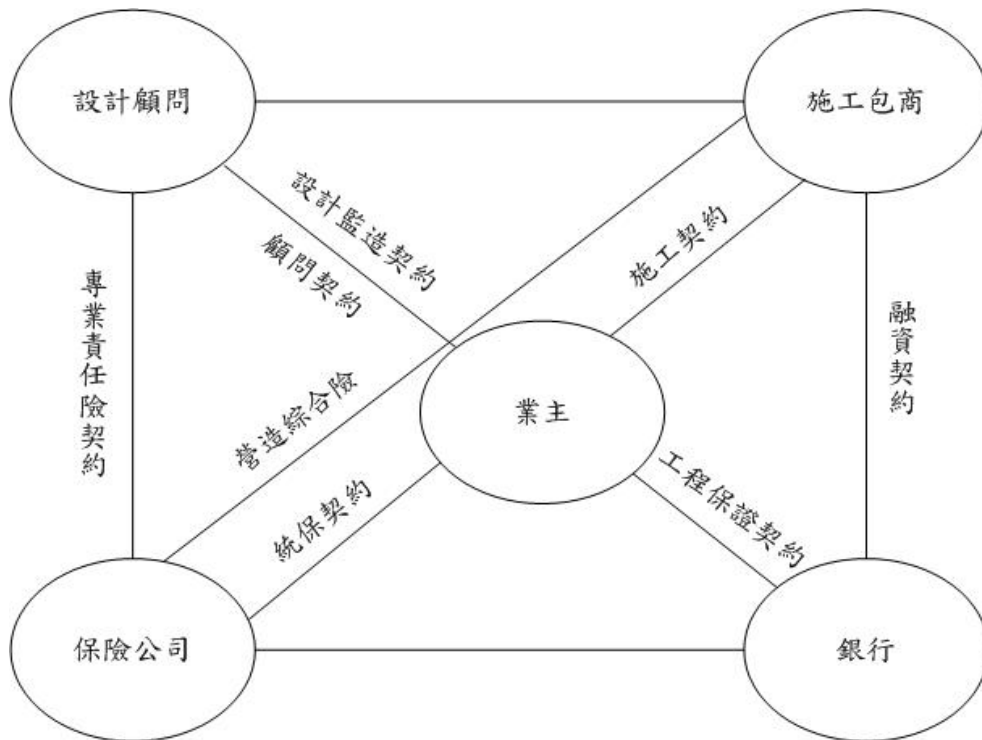 設計顧問
施工包商
設計監造契約
顧問契約
施工契約
專業責任險契約
融資契約
業主
營造綜合險
統保契約
工程保證契約
保險公司
銀行